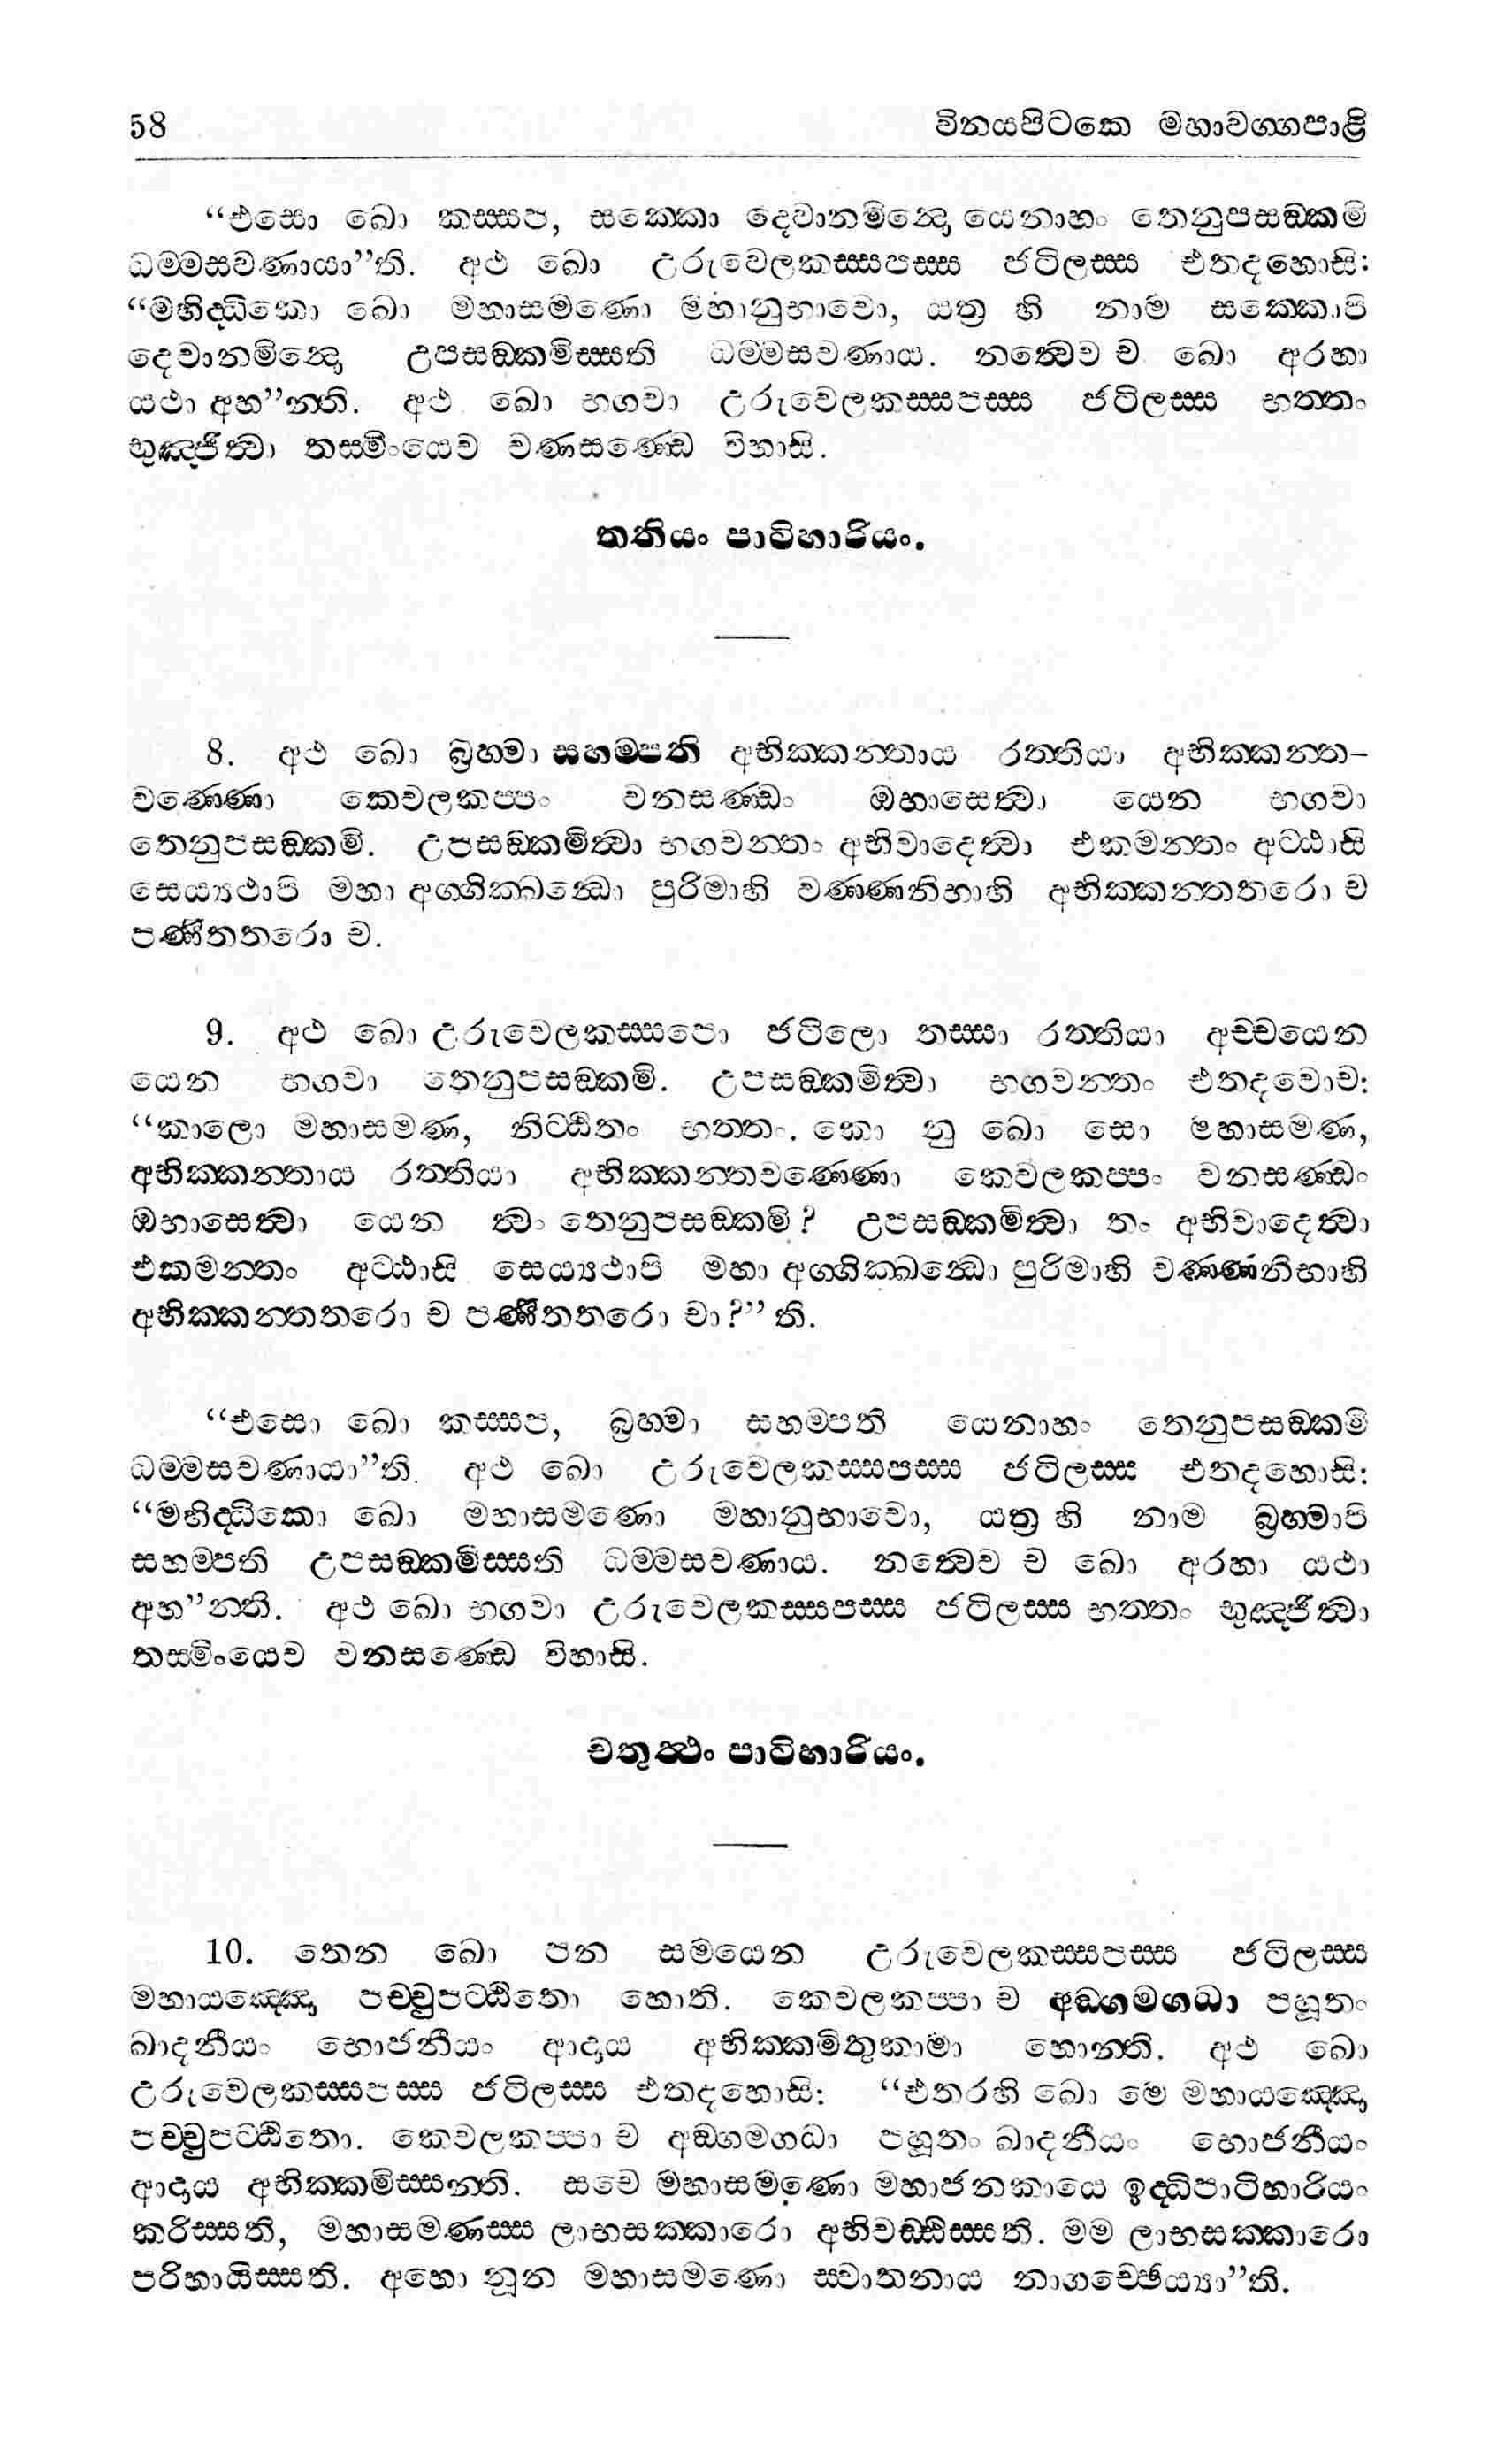 58 විනයපිටකෙ මහාවග්ගපාළි
“එසො ඛො කස්සප, සක්කො දෙවානමින්දො යෙනාහං තෙනුපසඞ්කමි
ධම්මසවණායා”ති. අථ ඛො උරුවෙලකස්සපස්ස ජටිලස්ස එතදහොසි:
“මහිද්ධිකො ඛො මහාසමණො මහානුභාවො, යත්‍ර හි නාම සක්කොපි
දෙවානමින්දො උපසඞ්කමිස්සති ධම්මසවණාය. නත්වෙව ච ඛො අරහා
යථා අහ”න්ති. අථ ඛො භගවා උරුවෙලකස්සපස්ස ජටිලස්ස භත්තං
භුඤ්ජිත්වා තස්මිංයෙව වණසණ්ඩෙ විහාසි.
තතියං පාටිහාරියං.
8. අථ ඛො බ්‍රහ්මා සහම්පති අභික්කන්තාය රත්තියා අභික්කන්ත-
වණ්ණො කෙවලකප්පං වනසණ්ඩං ඔභාසෙත්වා යෙන භගවා
තෙනුපසඞ්කමි. උපසඞ්කමිත්වා භගවන්තං අභිවාදෙත්වා එකමන්තං අට්ඨාසි
සෙය්‍යථාපි මහා අග්ගික්ඛන්ධො පුරිමාහි වණ්ණනිභාහි අභික්කන්තතරො ච
පණීතතරො ච.
9. අථ ඛො උරුවෙලකස්සපො ජටිලො තස්සා රත්තියා අච්චයෙන
යෙන භගවා තෙනුපසඞ්කමි. උපසඞ්කමිත්වා භගවන්තං එතදවොච:
“කාලො මහාසමණ, නිට්ඨිතං භත්තං. කො නු ඛො සො මහාසමණ,
අභික්කන්තාය රත්තියා අභික්කන්තවණ්ණො කෙවලකප්පං වනසණ්ඩං
ඔභාසෙත්වා යෙන ත්වං තෙනුපසඞ්කමි? උපසඞ්කමිත්වා තං අභිවාදෙත්වා
එකමන්තං අට්ඨාසි සෙය්‍යථාපි මහා අග්ගික්ඛන්ධො පුරිමාහි වණ්ණනිභාහි
අභික්කන්තතරො ච පණීතතරො චා?” ති.
“එසො ඛො කස්සප, බ්‍රහ්මා සහම්පති යෙනාහං තෙනුපසඞ්කමි
ධම්මසවණායා”ති. අථ ඛො උරුවෙලකස්සපස්ස ජටිලස්ස එතදහොසි:
“මහිද්ධිකො ඛො මහාසමණො මහානුභාවො, යත්‍ර හි නාම බ්‍රහ්මාපි
සහම්පති උපසඞ්කමිස්සති ධම්මසවණාය. නත්වෙව ච ඛො අරහා යථා
අහ”න්ති. අථ ඛො භගවා උරුවෙලකස්සපස්ස ජටිලස්ස භත්තං භුඤ්ජිත්වා
තස්මිංයෙව වනසණ්ඩෙ විහාසි.
චතුත්ථං පාටිහාරියං.
10. තෙන ඛො පන සමයෙන උරුවෙලකස්සපස්ස ජටිලස්ස
මහායඤ්ඤො පච්චුපට්ඨිතො හොති. කෙවලකප්පා ච අඞ්ගමගධා පහූතං
ඛාදනීයං භොජනීයං ආදාය අභික්කමිතුකාමා හොන්ති. අථ ඛො
උරුවෙලකස්සපස්ස ජටිලස්ස එතදහොසි: “එතරහි ඛො මෙ මහායඤ්ඤො
පච්චුපට්ඨිතො. කෙවලකප්පා ච අඞ්ගමගධා පහූතං ඛාදනීයං භොජනීයං
ආදාය අභික්කමිස්සන්ති. සචෙ මහාසමණො මහාජනකායෙ ඉද්ධිපාටිහාරියං
කරිස්සති, මහාසමණස්ස ලාභසක්කාරො අභිවඩ්ඪිස්සති. මම ලාභසක්කාරො
පරිහායිස්සති. අහො නූන මහාසමණො ස්වාතනාය නාගච්ඡෙය්‍යා”ති.